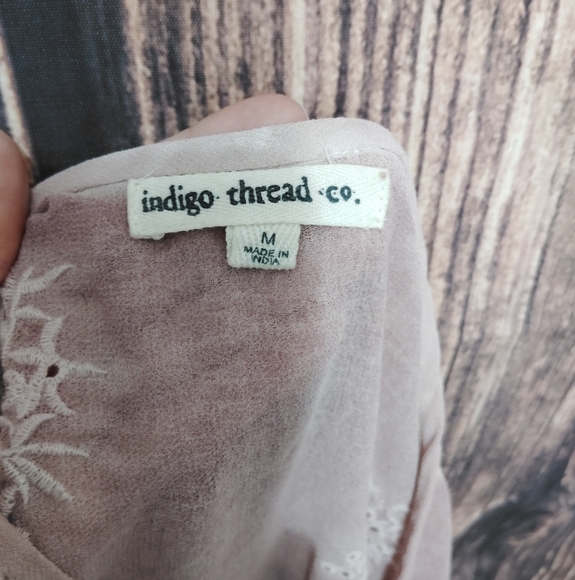 indigo thread co.
M
MADE IN
INDIA